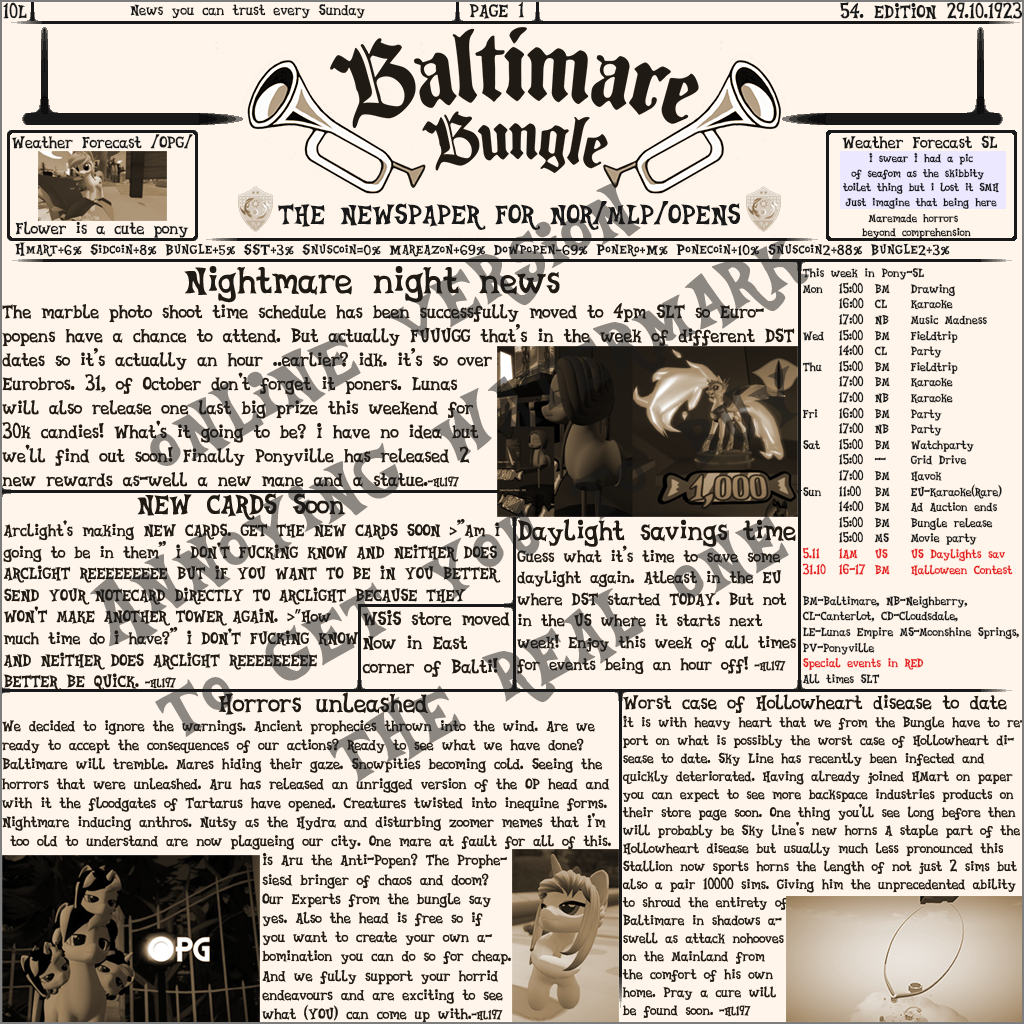 10L
News you can trust every Sunday
PAGE 1
54. EDITION 29.10.1923
Baltimare
Bungle
THE NEWSPAPER FOR NOR/MLP/OPENS
Weather Forecast /OPG/
Flower is a cute pony
Weather Forecast SL
I swear I had a pic
of seafom as the skibbity
toilet thing but i Lost it SMH
Just imagine that being here
Maremade horrors
beyond comprehension
HMART+6% SIDCOIN+8% BUNGLE+5% SST+3% SNUSCOIN=0% MAREAZON+69% DOWPOPEN-69% PONERO+M% PONECOIN+10% SNUSCOIN2+88% BUNGLE2+3%
Nightmare night news
The marble photo shoot time schedule has been successfully moved to 4pm SLT so Euro-
popens have a chance to attend. But actually FUUUGG that's in the week of different DST
dates so it's actually an hour ..earlier? idk. it's so over
Eurobros. 31, of October don't forget it poners. Lunas
will also release one last big prize this weekend for
30k candies! What's it going to be? i have no idea but
we'll find out soon! Finally Ponyville has released 2
new rewards as-well a new mane and a statue.-HL197
1,000
NEW CARDS Soon
Arclight's making NEW CARDS. GET THE NEW CARDS SOON >"Am i
going to be in them" i DON'T FUCKING KNOW AND NEITHER DOES
ARCLIGHT REEEEEEEE BUT IF YOU WANT TO BE IN YOU BETTER
SEND YOUR NOTECARD DIRECTLY TO ARCLIGHT BECAUSE THEY
WON'T MAKE ANOTHER TOWER AGAIN. >"How
much time do i have?" i DON'T FUCKING KNOW
AND NEITHER DOES ARCLIGHT REEEEEEEEE
BETTER BE QUICK. -HL197
WSiS store moved
Now in East
corner of Balti!
Daylight savings time
Guess what it's time to save some
daylight again. Atleast in the EU
where DST started TODAY. But not
in the US where it starts next
week! Enjoy this week of all times
for events being an hour off! -HL197
This week in Pony-SL
Mon 15:00 BM Drawing
16:00 CL Karaoke
17:00 NB Music Madness
Wed 15:00 BM Fieldtrip
14:00 CL Party
Thu 15:00 BM Fieldtrip
17:00 BM Karaoke
17:00 NB Karaoke
Fri 16:00 BM Party
17:00 NB Party
Sat 15:00 BM Watchparty
15:00 --- Grid Drive
17:00 BM Havok
Sun 11:00 BM EU-Karaoke(Rare)
14:00 BM Ad Auction ends
15:00 BM Bungle release
15:00 MS Movie party
5.11 1AM US US Daylights sav
31.10 16-17 BM Halloween Contest
BM-Baltimare, NB-Neighberry,
CL-Canterlot, CD-Cloudsdale,
LE-Lunas Empire MS-Moonshine Springs,
PV-Ponyville
Special events in RED
All times SLT
Horrors unleashed
We decided to ignore the warnings. Ancient prophecies thrown into the wind. Are we
ready to accept the consequences of our actions? Ready to see what we have done?
Baltimare will tremble. Mares hiding their gaze. Snowpities becoming cold. Seeing the
horrors that were unleashed. Aru has released an unrigged version of the OP head and
with it the floodgates of Tartarus have opened. Creatures twisted into inequine forms.
Nightmare inducing anthros. Nutsy as the Hydra and disturbing zoomer memes that i'm
too old to understand are now plagueing our city. One mare at fault for all of this.
is Aru the Anti-Popen? The Prophe-
siesd bringer of chaos and doom?
Our Experts from the bungle say
yes. Also the head is free so if
you want to create your own a-
bomination you can do so for cheap.
And we fully support your horrid
endeavours and are exciting to see
what (YOU) can come up with.-HL197
OPG
Worst case of Hollowheart disease to date
it is with heavy heart that we from the Bungle have to re-
port on what is possibly the worst case of Hollowheart di-
sease to date. Sky Line has recently been infected and
quickly deteriorated. Having already joined HMart on paper
you can expect to see more backspace industries products on
their store page soon. One thing you'll see long before then
will probably be Sky Line's new horns A staple part of the
Hollowheart disease but usually much less pronounced this
Stallion now sports horns the length of not just 2 sims but
also a pair 10000 sims. Giving him the unprecedented ability
to shroud the entirety of
Baltimare in shadows a-
swell as attack nohooves
on the Mainland from
the comfort of his own
home. Pray a cure will
be found soon. -HL197
ONLINE VERSION
ANNOYING WATERMARK
To GET YOU
THE REAL ONE